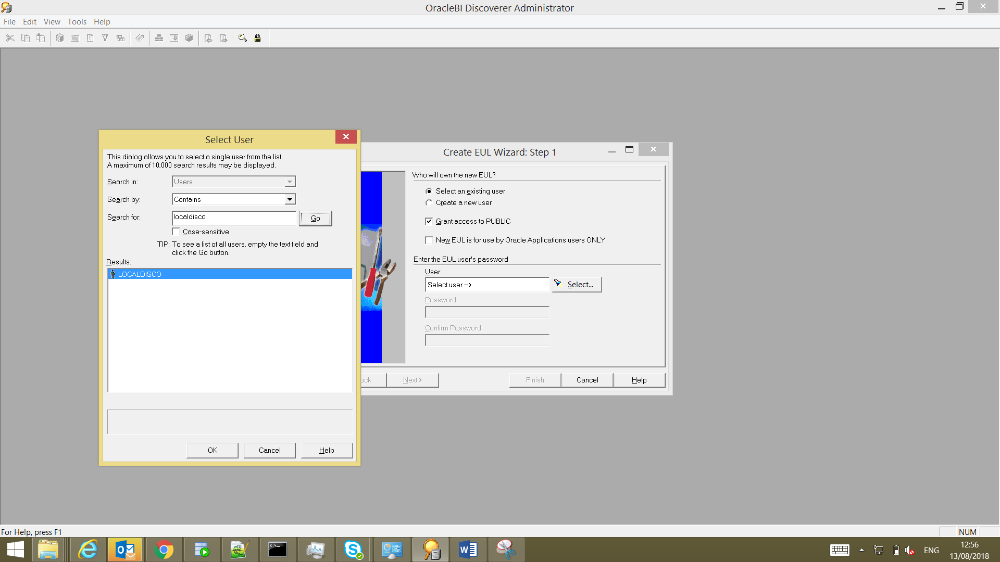 OracleBI Discoverer Administrator
File Edit View Tools Help
Select User
This dialog allows you to select a single user from the list.
A maximum of 10,000 search results may be displayed.
Search in: Users
Search by: Contains
Search for: localdisco Go
Case-sensitive
TIP: To see a list of all users, empty the text field and
click the Go button.
Results:
LOCALDISCO
OK Cancel Help
Create EUL Wizard: Step 1
Who will own the new EUL?
Select an existing user
Create a new user
Grant access to PUBLIC
New EUL is for use by Oracle Applications users ONLY
Enter the EUL user's password
User:
Select user --> Select...
Password:
Confirm Password:
ack Next > Finish Cancel Help
For Help, press F1
NUM
ENG
12:56
13/08/2018